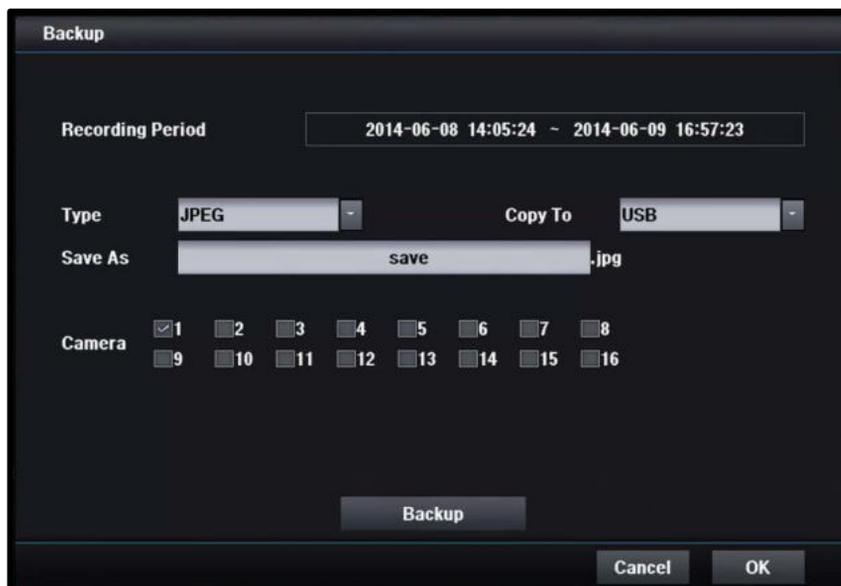 Backup
Recording Period 2014-06-08 14:05:24 ~ 2014-06-09 16:57:23
Type JPEG Copy To USB
Save As save .jpg
Camera
1 2 3 4 5 6 7 8
9 10 11 12 13 14 15 16
Backup
Cancel OK